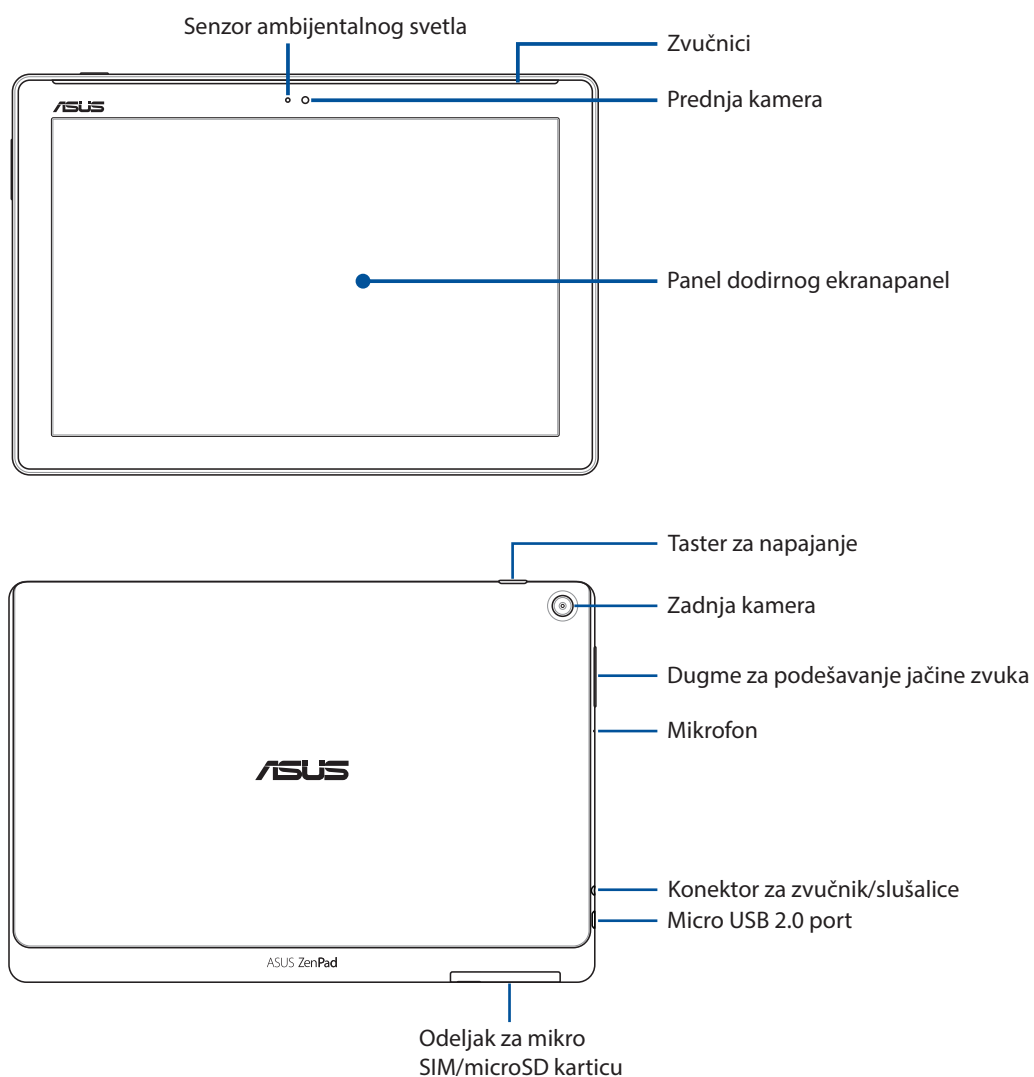 Senzor ambijentalnog svetla
Zvučnici
Prednja kamera
ASUS
Panel dodirnog ekranapanel
Taster za napajanje
Zadnja kamera
Dugme za podešavanje jačine zvuka
Mikrofon
ASUS
Konektor za zvučnik/slušalice
Micro USB 2.0 port
ASUS ZenPad
Odeljak za mikro
SIM/microSD karticu